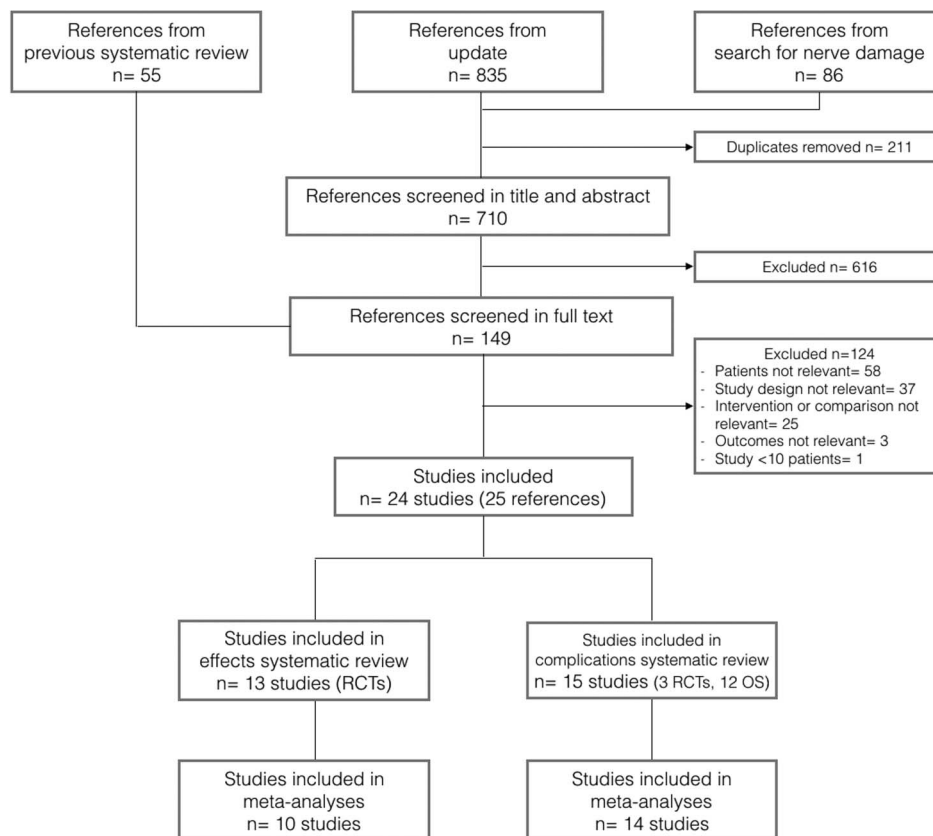 References from
previous systematic review
n= 55
References from
update
n= 835
References from
search for nerve damage
n= 86
Duplicates removed n= 211
References screened in title and abstract
n= 710
Excluded n= 616
References screened in full text
n= 149
Excluded n=124
- Patients not relevant= 58
- Study design not relevant= 37
- Intervention or comparison not
relevant= 25
- Outcomes not relevant= 3
- Study <10 patients= 1
Studies included
n= 24 studies (25 references)
Studies included in
effects systematic review
n= 13 studies (RCTs)
Studies included in
complications systematic review
n= 15 studies (3 RCTs, 12 OS)
Studies included in
meta-analyses
n= 10 studies
Studies included in
meta-analyses
n= 14 studies